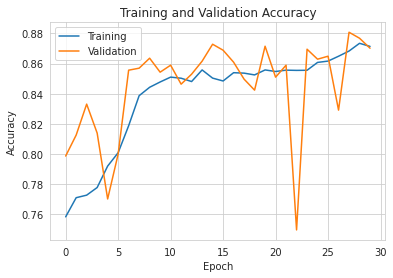 Training and Validation Accuracy
Training
Validation
Accuracy
0.88
0.86
0.84
0.82
0.80
0.78
0.76
0 5 10 15 20 25 30
Epoch